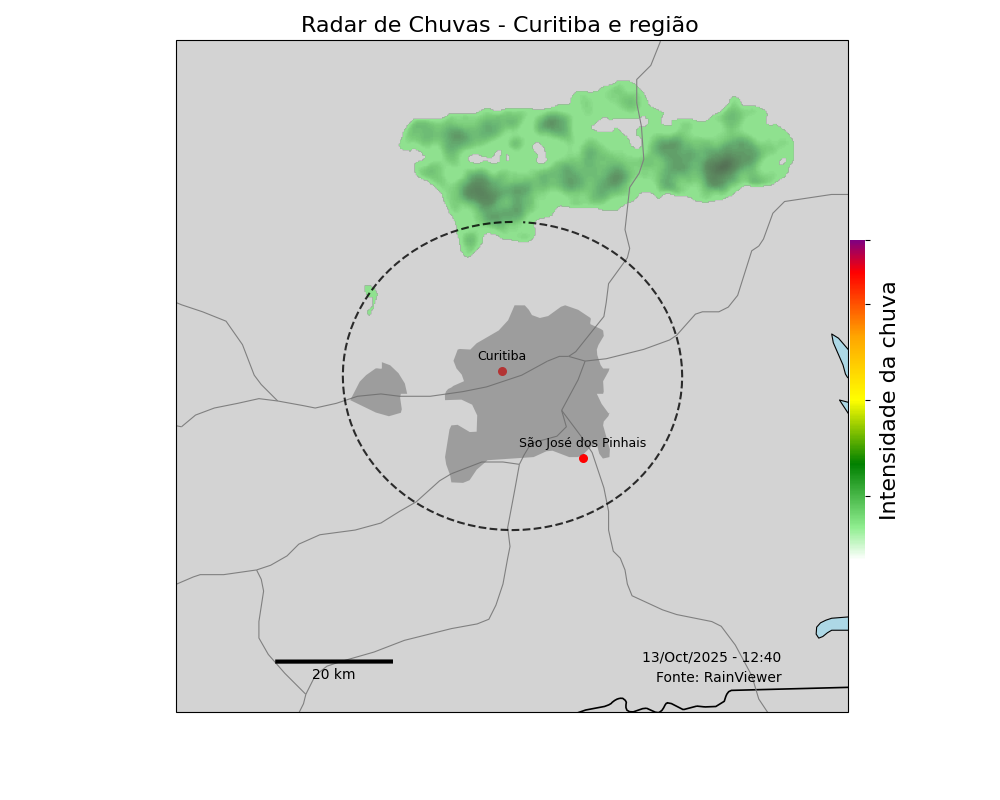 Radar de Chuvas - Curitiba e região
Curitiba
São José dos Pinhais
Intensidade da chuva
13/Oct/2025 - 12:40
Fonte: RainViewer
20 km